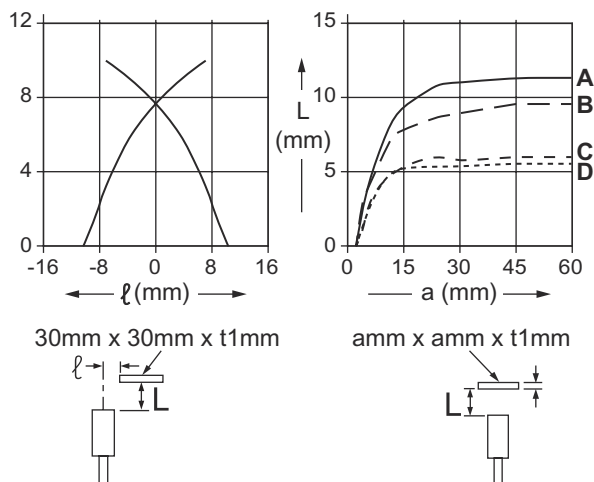 12
8
4
0
-16 -8 0 8 16
ℓ (mm)
L
(mm)
15
10
5
0
0 15 30 45 60
a (mm)
A
B
C
D
30mm x 30mm x t1mm
ℓ
L
amm x amm x t1mm
L